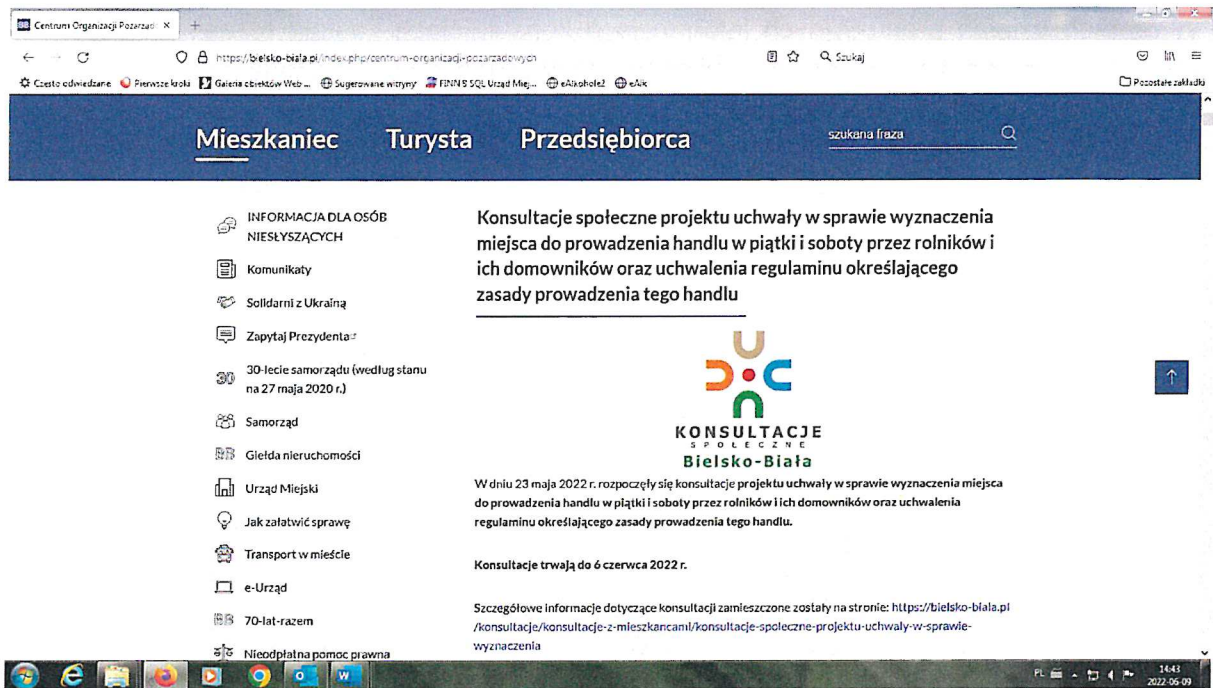 Centrum Organizacji Pozarząd
https://bielsko-biala.pl/index.php/centrum-organizacji-pozarzadowych
Szukaj
Często odwiedzane Pierwsze kroki Galeria obiektów Web ... Sugerowane witryny FINN 8 SQL Urząd Miej... eAlkohole2 eAlk
Pozostałe zakładki
Mieszkaniec Turysta Przedsiębiorca
szukana fraza
INFORMACJA DLA OSÓB
NIESŁYSZĄCYCH
Komunikaty
Solidarni z Ukrainą
Zapytaj Prezydenta
30-lecie samorządu (według stanu
na 27 maja 2020 r.)
Samorząd
Giełda nieruchomości
Urząd Miejski
Jak załatwić sprawę
Transport w mieście
e-Urząd
70-lat-razem
Nieodpłatna pomoc prawna
Konsultacje społeczne projektu uchwały w sprawie wyznaczenia
miejsca do prowadzenia handlu w piątki i soboty przez rolników i
ich domowników oraz uchwalenia regulaminu określającego
zasady prowadzenia tego handlu
KONSULTACJE
SPOŁECZNE
Bielsko-Biała
W dniu 23 maja 2022 r. rozpoczęły się konsultacje projektu uchwały w sprawie wyznaczenia miejsca
do prowadzenia handlu w piątki i soboty przez rolników i ich domowników oraz uchwalenia
regulaminu określającego zasady prowadzenia tego handlu.
Konsultacje trwają do 6 czerwca 2022 r.
Szczegółowe informacje dotyczące konsultacji zamieszczone zostały na stronie: https://bielsko-biala.pl
/konsultacje/konsultacje-z-mieszkancami/konsultacje-spoleczne-projektu-uchwaly-w-sprawie-
wyznaczenia
PL
14:43
2022-06-09